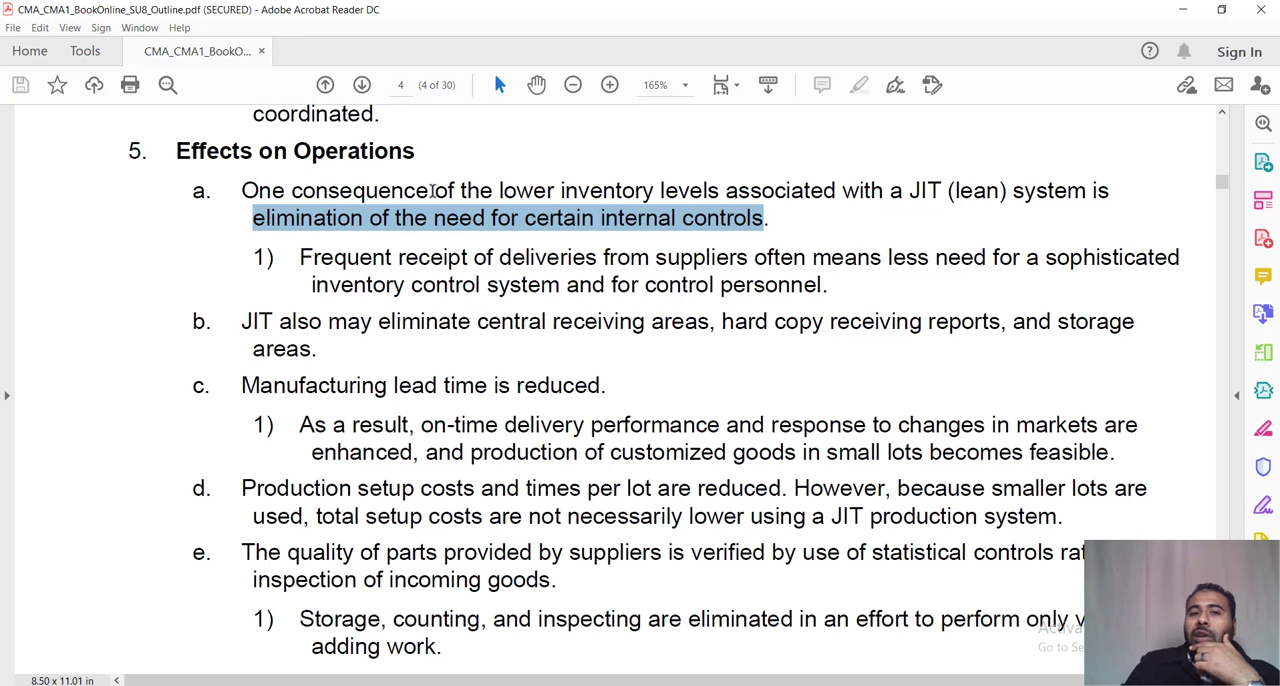 CMA_CMA1_BookOnline_SU8_Outline.pdf (SECURED) - Adobe Acrobat Reader DC
File Edit View Sign Window Help
Home Tools CMA_CMA1_BookO... × Sign In
4 (4 of 30) 165%
coordinated.
5. Effects on Operations
a. One consequence of the lower inventory levels associated with a JIT (lean) system is
elimination of the need for certain internal controls.
1) Frequent receipt of deliveries from suppliers often means less need for a sophisticated
inventory control system and for control personnel.
b. JIT also may eliminate central receiving areas, hard copy receiving reports, and storage
areas.
c. Manufacturing lead time is reduced.
1) As a result, on-time delivery performance and response to changes in markets are
enhanced, and production of customized goods in small lots becomes feasible.
d. Production setup costs and times per lot are reduced. However, because smaller lots are
used, total setup costs are not necessarily lower using a JIT production system.
e. The quality of parts provided by suppliers is verified by use of statistical controls
inspection of incoming goods.
1) Storage, counting, and inspecting are eliminated in an effort to perform only
adding work.
Go to
8.50 x 11.01 in